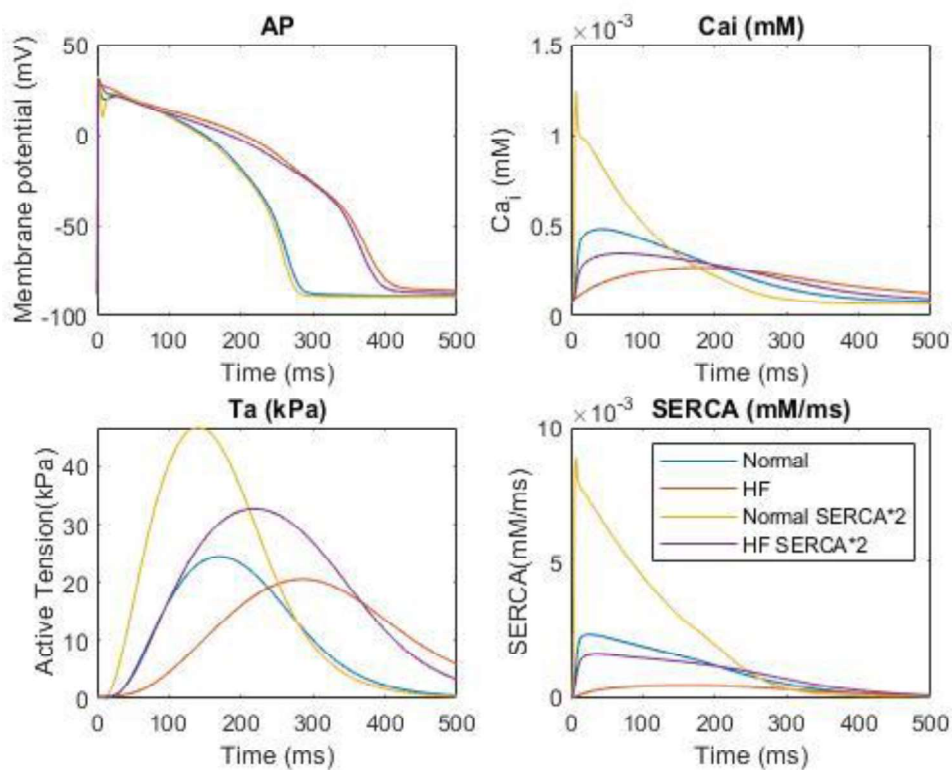 AP
50
0
-50
-100
Membrane potential (mV)
0 100 200 300 400 500
Time (ms)
×10⁻³ Cai (mM)
1.5
1
0.5
0
Caᵢ (mM)
0 100 200 300 400 500
Time (ms)
Ta (kPa)
40
30
20
10
0
Active Tension(kPa)
0 100 200 300 400 500
Time (ms)
×10⁻³ SERCA (mM/ms)
10
5
0
SERCA(mM/ms)
Normal
HF
Normal SERCA*2
HF SERCA*2
0 100 200 300 400 500
Time (ms)